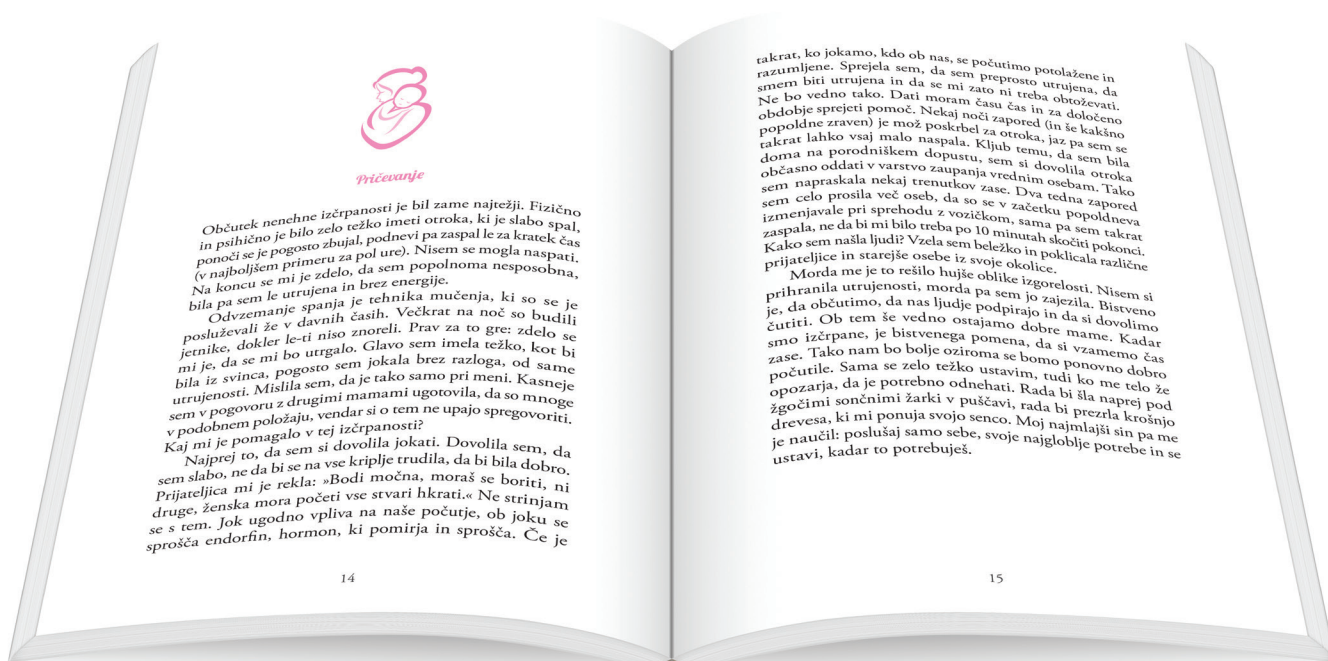 Pričevanje
Občutek nenehne izčrpanosti je bil zame najtežji. Fizično
in psihično je bilo zelo težko imeti otroka, ki je slabo spal,
ponoči se je pogosto zbujal, podnevi pa zaspal le za kratek čas
(v najboljšem primeru za pol ure). Nisem se mogla naspati.
Na koncu se mi je zdelo, da sem popolnoma nesposobna,
bila pa sem le utrujena in brez energije.
Odvzemanje spanja je tehnika mučenja, ki so se je
posluževali že v davnih časih. Večkrat na noč so budili
jetnike, dokler le-ti niso znoreli. Prav za to gre: zdelo se
mi je, da se mi bo utrgalo. Glavo sem imela težko, kot bi
bila iz svinca, pogosto sem jokala brez razloga, od same
utrujenosti. Mislila sem, da je tako samo pri meni. Kasneje
sem v pogovoru z drugimi mamami ugotovila, da so mnoge
v podobnem položaju, vendar si o tem ne upajo spregovoriti.
Kaj mi je pomagalo v tej izčrpanosti?
Najprej to, da sem si dovolila jokati. Dovolila sem, da
sem slabo, ne da bi se na vse kriplje trudila, da bi bila dobro.
Prijateljica mi je rekla: »Bodi močna, moraš se boriti, ni
druge, ženska mora početi vse stvari hkrati.« Ne strinjam
se s tem. Jok ugodno vpliva na naše počutje, ob joku se
sprošča endorfin, hormon, ki pomirja in sprošča. Če je
14
takrat, ko jokamo, kdo ob nas, se počutimo potolažene in
razumljene. Sprejela sem, da sem preprosto utrujena, da
smem biti utrujena in da se mi zato ni treba obtoževati.
Ne bo vedno tako. Dati moram času čas in za določeno
obdobje sprejeti pomoč. Nekaj noči zapored (in še kakšno
popoldne zraven) je mož poskrbel za otroka, jaz pa sem se
takrat lahko vsaj malo naspala. Kljub temu, da sem bila
doma na porodniškem dopustu, sem si dovolila otroka
občasno oddati v varstvo zaupanja vrednim osebam. Tako
sem napraskala nekaj trenutkov zase. Dva tedna zapored
sem celo prosila več oseb, da so se v začetku popoldneva
izmenjavale pri sprehodu z vozičkom, sama pa sem takrat
zaspala, ne da bi mi bilo treba po 10 minutah skočiti pokonci.
Kako sem našla ljudi? Vzela sem beležko in poklicala različne
prijateljice in starejše osebe iz svoje okolice.
Morda me je to rešilo hujše oblike izgorelosti. Nisem si
prihranila utrujenosti, morda pa sem jo zajezila. Bistveno
je, da občutimo, da nas ljudje podpirajo in da si dovolimo
čutiti. Ob tem še vedno ostajamo dobre mame. Kadar
smo izčrpane, je bistvenega pomena, da si vzamemo čas
zase. Tako nam bo bolje oziroma se bomo ponovno dobro
počutile. Sama se zelo težko ustavim, tudi ko me telo že
opozarja, da je potrebno odnehati. Rada bi šla naprej pod
žgočimi sončnimi žarki v puščavi, rada bi prezrla krošnjo
drevesa, ki mi ponuja svojo senco. Moj najmlajši sin pa me
je naučil: poslušaj samo sebe, svoje najgloblje potrebe in se
ustavi, kadar to potrebuješ.
15